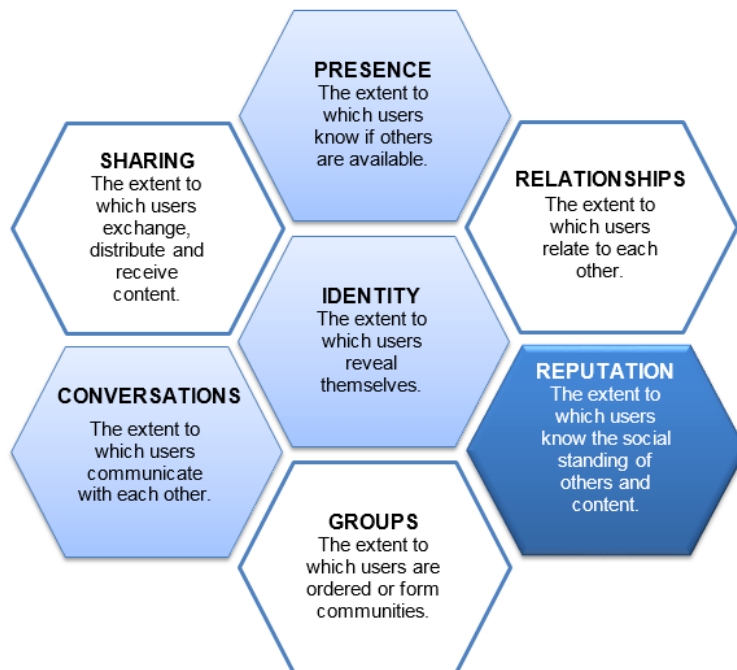 PRESENCE
The extent to
which users
know if others
are available.
SHARING
The extent to
which users
exchange,
distribute and
receive
content.
RELATIONSHIPS
The extent to
which users
relate to each
other.
IDENTITY
The extent to
which users
reveal
themselves.
CONVERSATIONS
The extent to
which users
communicate
with each other.
REPUTATION
The extent to
which users
know the social
standing of
others and
content.
GROUPS
The extent to
which users are
ordered or form
communities.